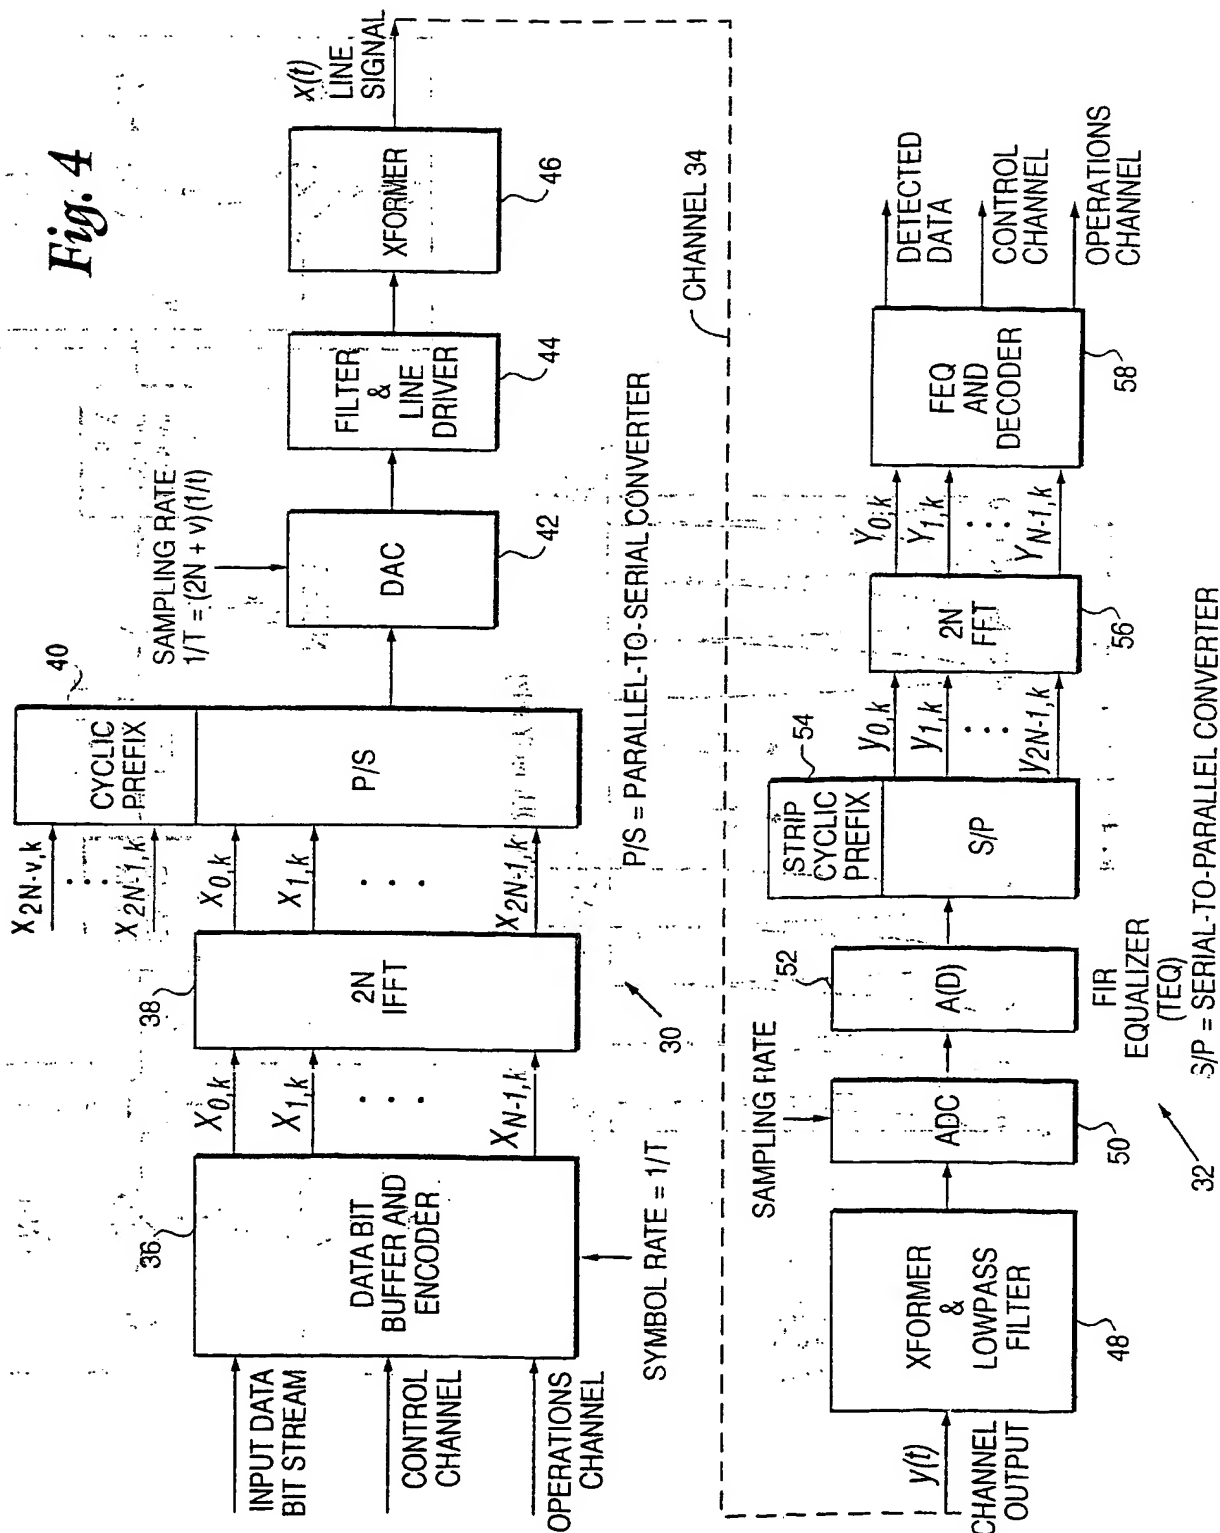 Fig. 4
INPUT DATA
BIT STREAM
CONTROL
CHANNEL
OPERATIONS
CHANNEL
36
DATA BIT
BUFFER AND
ENCODER
SYMBOL RATE = 1/T
X0,k
X1,k
. . .
XN-1,k
38
2N
IFFT
30
X2N-v,k
. . .
X2N-1,k
X0,k
X1,k
. . .
X2N-1,k
40
CYCLIC
PREFIX
P/S
P/S = PARALLEL-TO-SERIAL CONVERTER
SAMPLING RATE
1/T = (2N + v) (1/t)
DAC
42
FILTER
&
LINE
DRIVER
44
XFORMER
46
x(t)
LINE
SIGNAL
CHANNEL 34
y(t)
CHANNEL
OUTPUT
XFORMER
&
LOWPASS
FILTER
48
SAMPLING RATE
ADC
50
52
A(D)
FIR
EQUALIZER
(TEQ)
32
54
STRIP
CYCLIC
PREFIX
S/P
S/P = SERIAL-TO-PARALLEL CONVERTER
y0,k
y1,k
. . .
y2N-1,k
2N
FFT
56
Y0,k
Y1,k
. . .
YN-1,k
FEQ
AND
DECODER
58
DETECTED
DATA
CONTROL
CHANNEL
OPERATIONS
CHANNEL